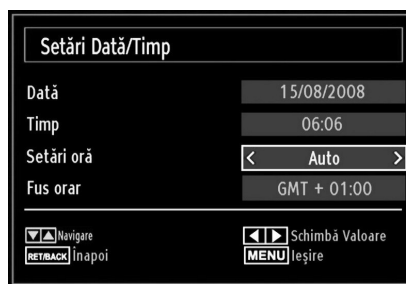 Setări Dată/Timp
Dată 15/08/2008
Timp 06:06
Setări oră Auto
Fus orar GMT + 01:00
Navigare Schimbă Valoare
RET/BACK Înapoi MENU Ieşire